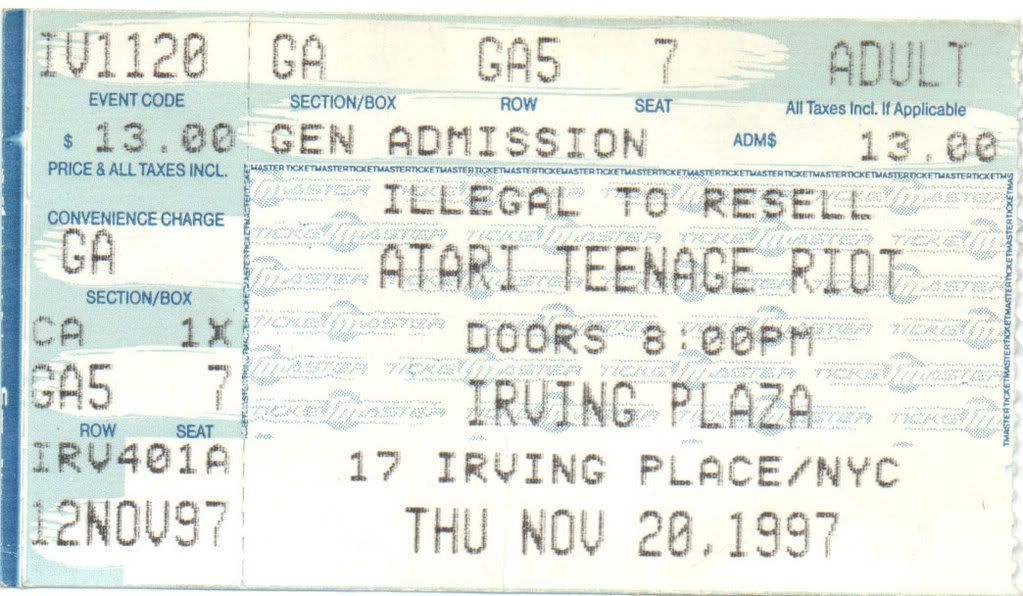 IV1120 GA GA5 7 ADULT
EVENT CODE SECTION/BOX ROW SEAT All Taxes Incl. If Applicable
$ 13.00 GEN ADMISSION ADM$ 13.00
PRICE & ALL TAXES INCL.
MASTERTICKETMASTERTICKETMASTERTICKETMASTERTICKETMASTERTICKETMASTERTICKETMASTERTICKETMASTERTICKETMASTER
ILLEGAL TO RESELL
CONVENIENCE CHARGE
GA ATARI TEENAGE RIOT
SECTION/BOX
CA 1X DOORS 8:00PM
GA5 7 IRVING PLAZA
ROW SEAT
IRV401A 17 IRVING PLACE/NYC
12NOV97 THU NOV 20,1997